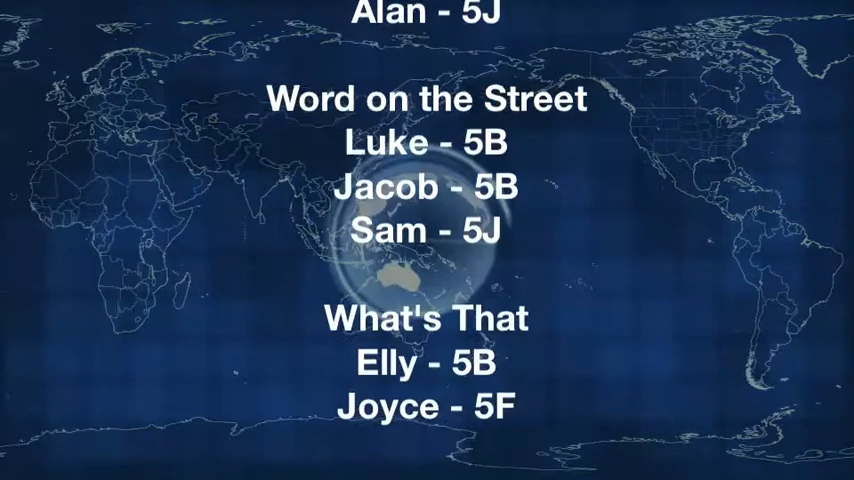 Alan - 5J
Word on the Street
Luke - 5B
Jacob - 5B
Sam - 5J
What's That
Elly - 5B
Joyce - 5F